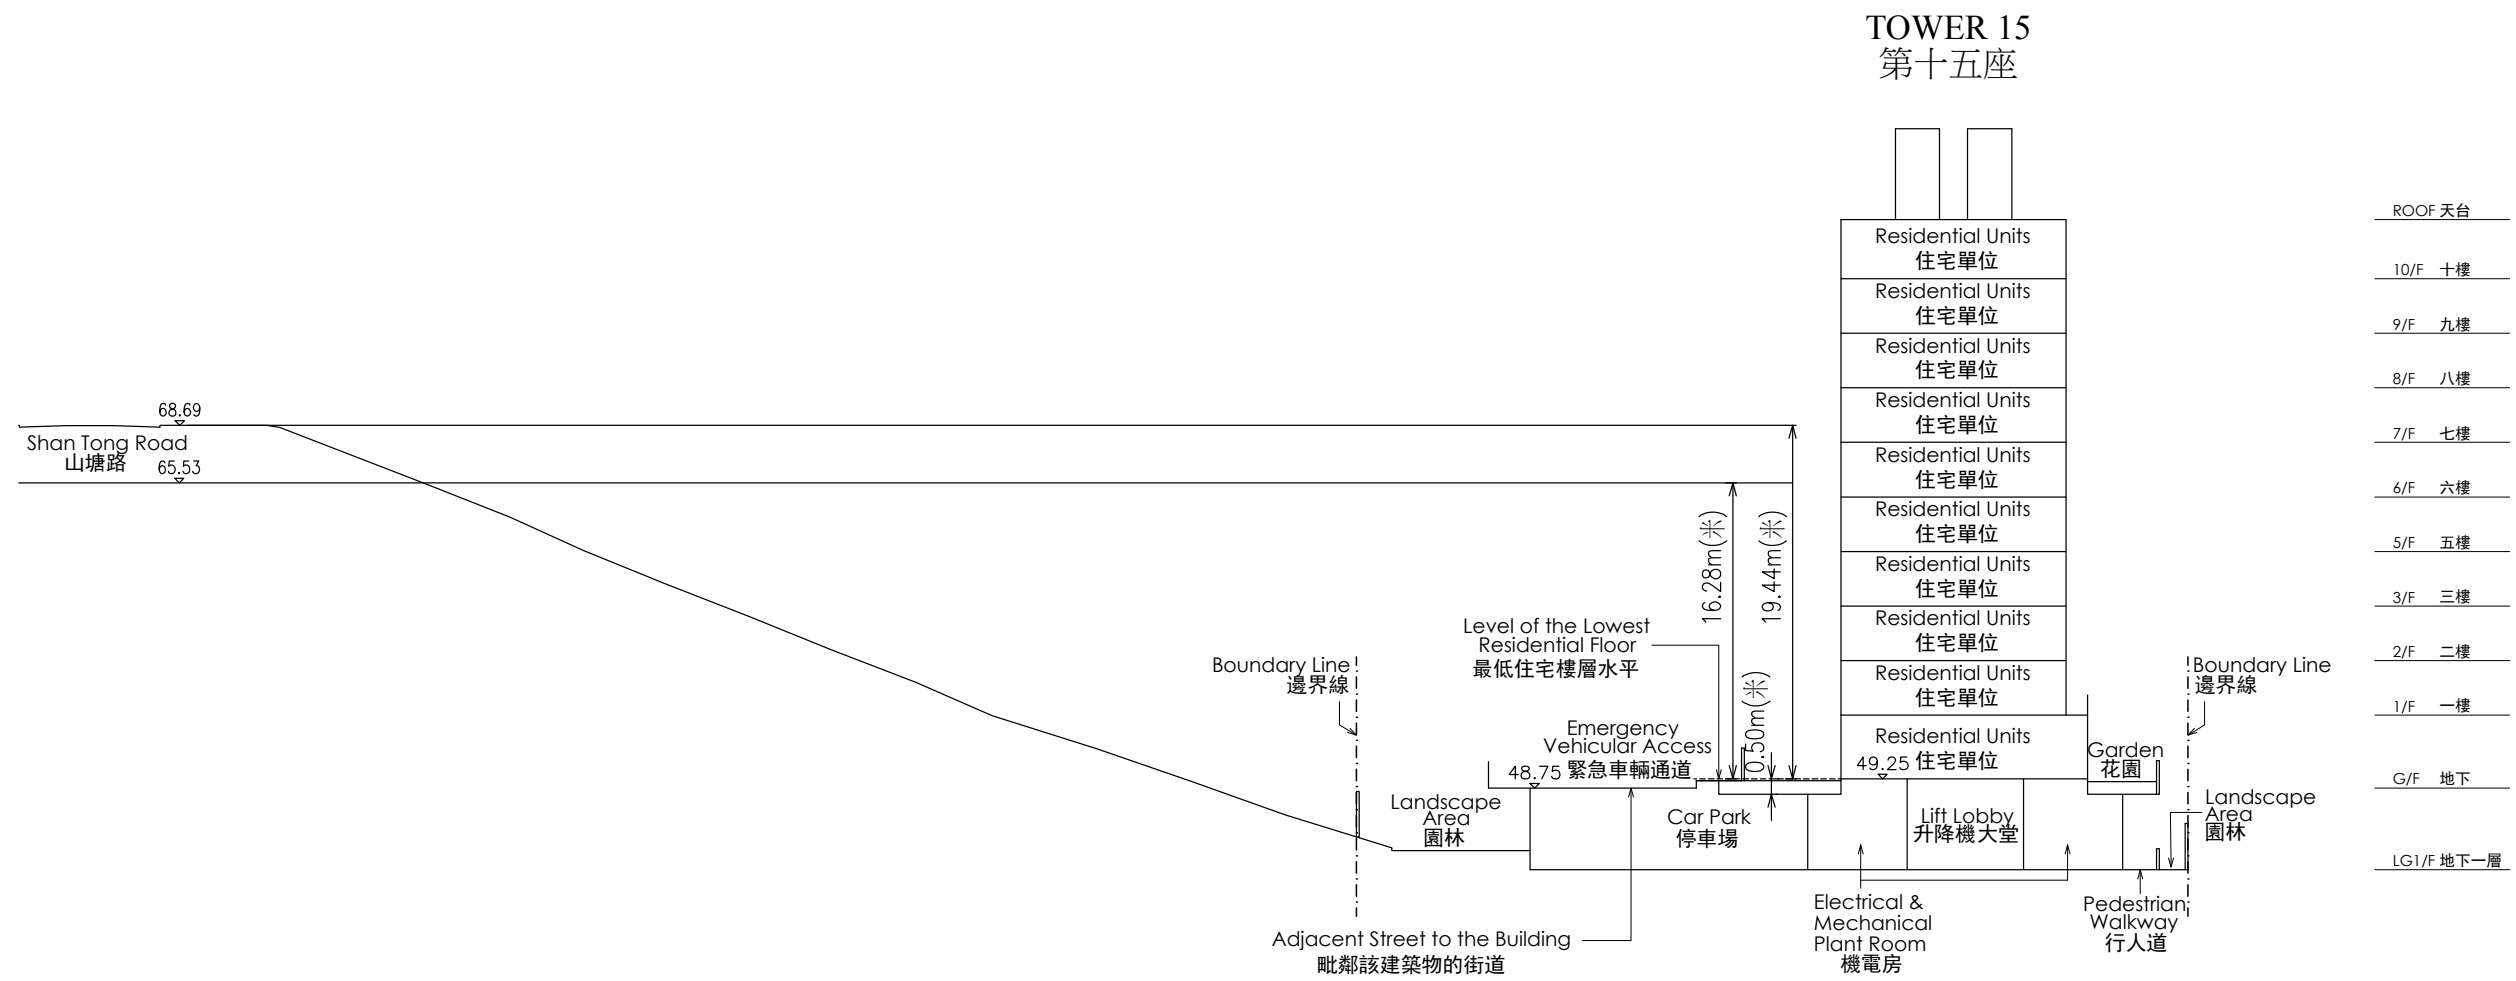 TOWER 15
第十五座
ROOF 天台
Residential Units
住宅單位
10/F 十樓
Residential Units
住宅單位
9/F 九樓
Residential Units
住宅單位
8/F 八樓
Residential Units
住宅單位
7/F 七樓
Residential Units
住宅單位
6/F 六樓
Residential Units
住宅單位
5/F 五樓
Residential Units
住宅單位
3/F 三樓
Residential Units
住宅單位
2/F 二樓
Residential Units
住宅單位
1/F 一樓
Residential Units
住宅單位
49.25
G/F 地下
LG1/F 地下一層
68.69
Shan Tong Road
山塘路
65.53
16.28m(米)
19.44m(米)
0.50m(米)
Level of the Lowest
Residential Floor
最低住宅樓層水平
Boundary Line
邊界線
Emergency
Vehicular Access
緊急車輛通道
48.75
Landscape
Area
園林
Car Park
停車場
Lift Lobby
升降機大堂
Garden
花園
Boundary Line
邊界線
Landscape
Area
園林
Adjacent Street to the Building
毗鄰該建築物的街道
Electrical &
Mechanical
Plant Room
機電房
Pedestrian
Walkway
行人道